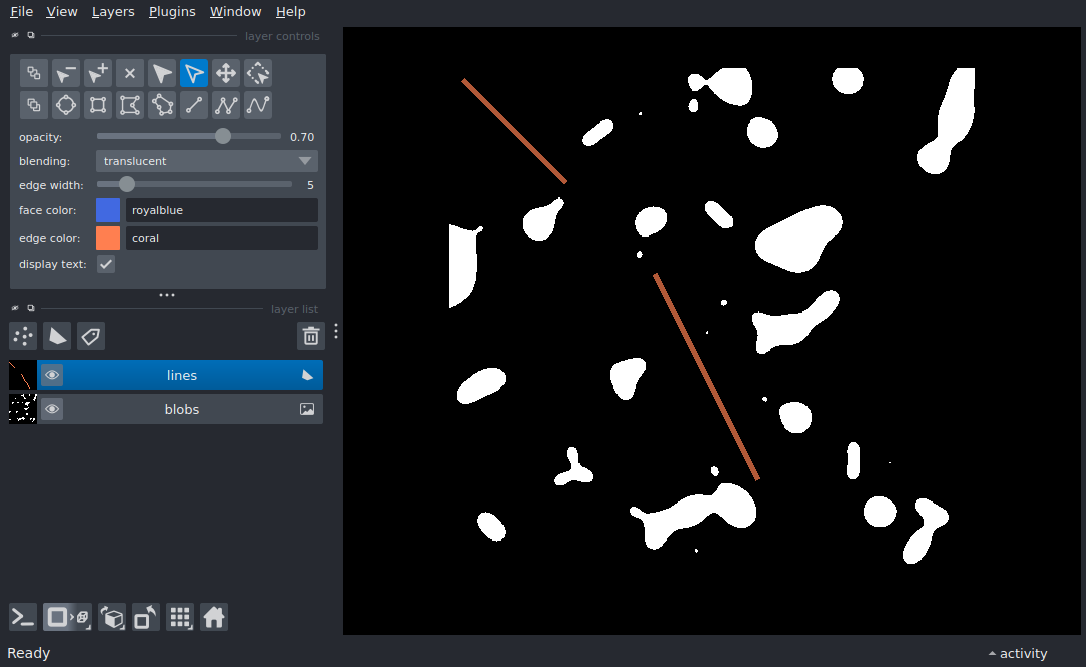 File View Layers Plugins Window Help
layer controls
opacity: 0.70
blending: translucent
edge width: 5
face color: royalblue
edge color: coral
display text:
layer list
lines
blobs
Ready
activity